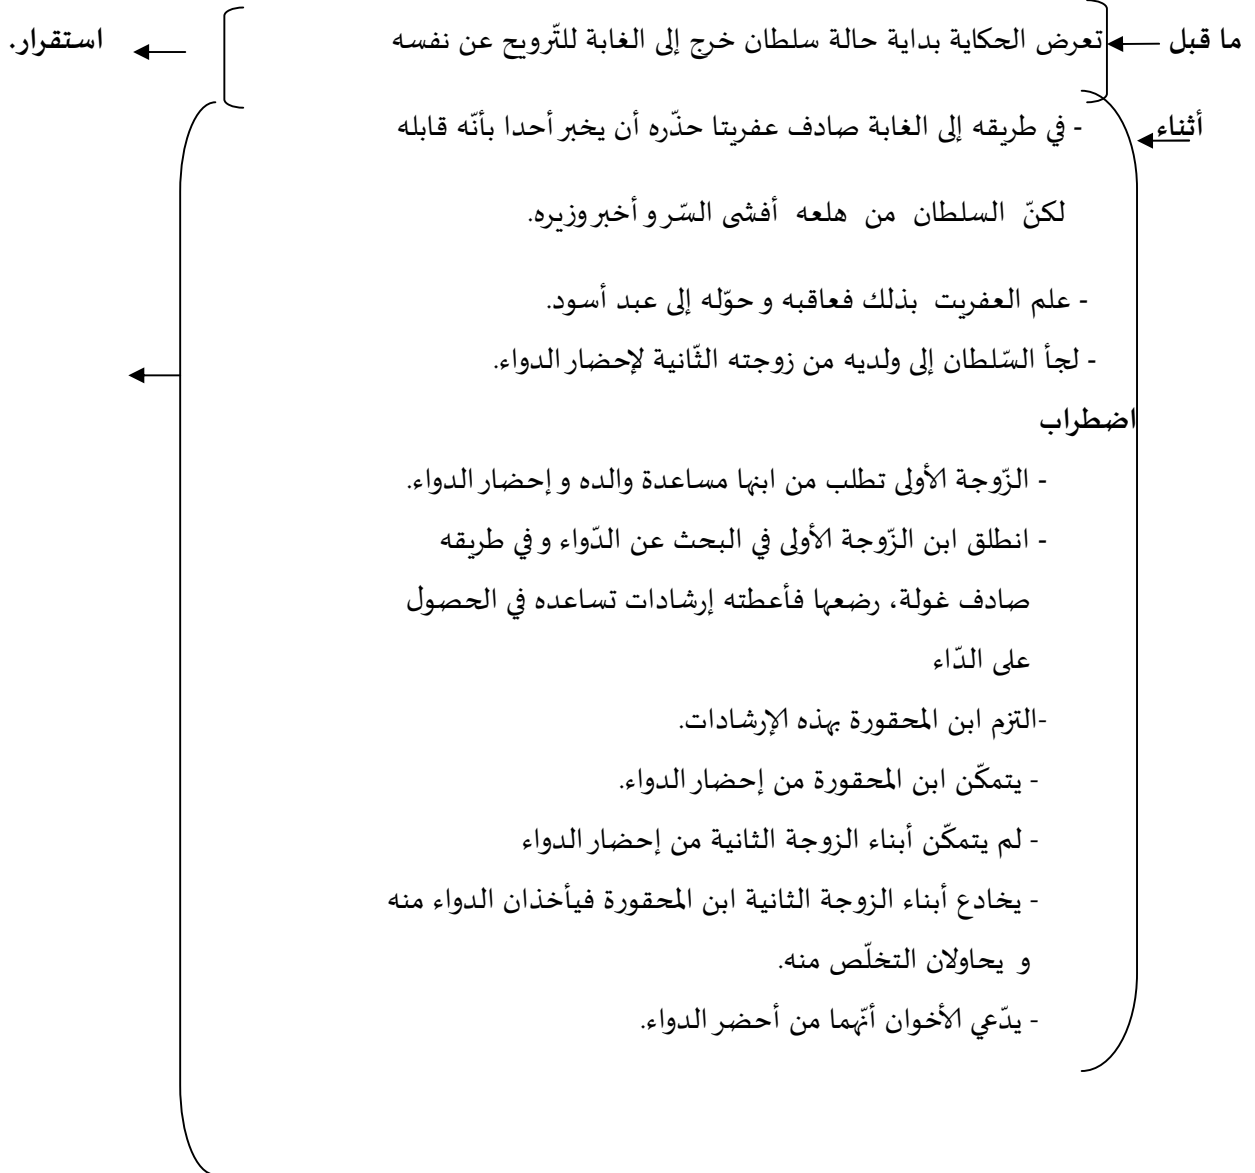 ما قبل تعرض الحكاية بداية حالة سلطان خرج إلى الغابة للتّرويح عن نفسه استقرار.
أثناء - في طريقه إلى الغابة صادف عفريتا حذّره أن يخبر أحدا بأنّه قابله
لكنّ السلطان من هلعه أفشى السّر و أخبر وزيره.
- علم العفريت بذلك فعاقبه و حوّله إلى عبد أسود.
- لجأ السّلطان إلى ولديه من زوجته الثّانية لإحضار الدواء.
اضطراب
- الزّوجة الأولى تطلب من ابنها مساعدة والده و إحضار الدواء.
- انطلق ابن الزّوجة الأولى في البحث عن الدّواء و في طريقه
صادف غولة، رضعها فأعطته إرشادات تساعده في الحصول
على الدّاء
-التزم ابن المحقورة بهذه الإرشادات.
- يتمكّن ابن المحقورة من إحضار الدواء.
- لم يتمكّن أبناء الزوجة الثانية من إحضار الدواء
- يخادع أبناء الزوجة الثانية ابن المحقورة فيأخذان الدواء منه
و يحاولان التخلّص منه.
- يدّعي الأخوان أنّهما من أحضر الدواء.